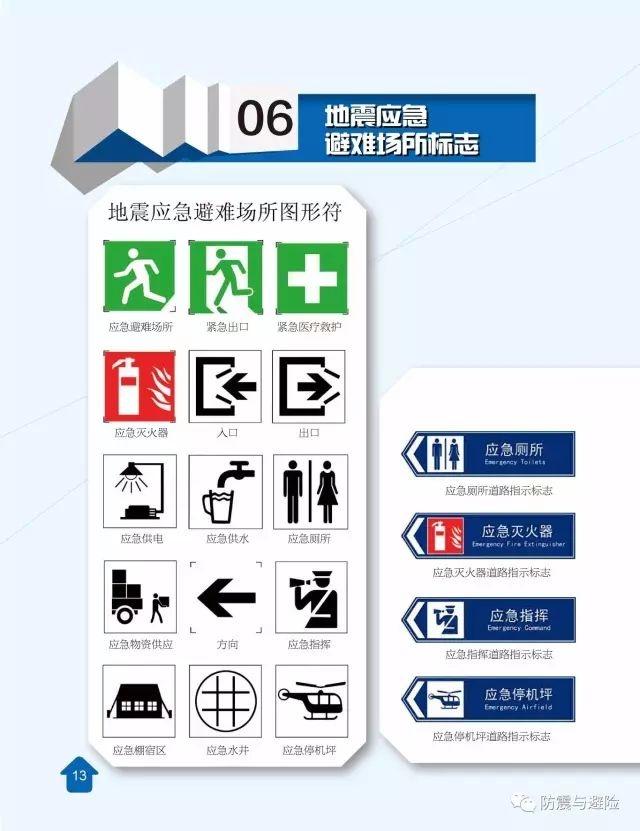 06
地震应急
避难场所标志
地震应急避难场所图形符
应急避难场所 紧急出口 紧急医疗救护
应急灭火器 入口 出口
应急供电 应急供水 应急厕所
应急物资供应 方向 应急指挥
应急棚宿区 应急水井 应急停机坪
应急厕所
Emergency Toilets
应急厕所道路指示标志
应急灭火器
Emergency Fire Extinguisher
应急灭火器道路指示标志
应急指挥
Emergency Command
应急指挥道路指示标志
应急停机坪
Emergency Airfield
应急停机坪道路指示标志
13
防震与避险